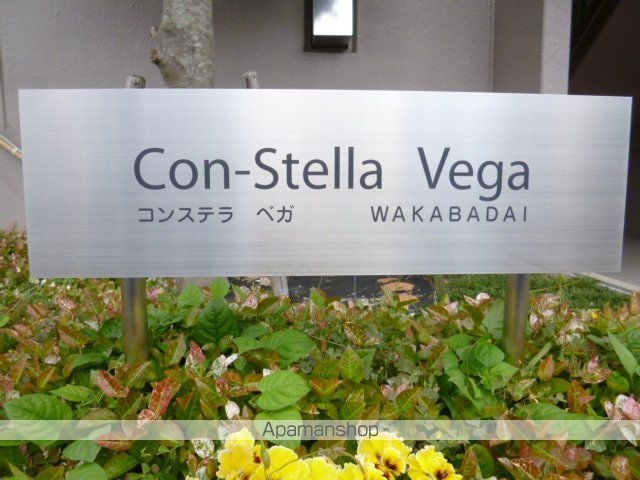 Con-Stella Vega
コンステラ ベガ WAKABADAI
Apamanshop